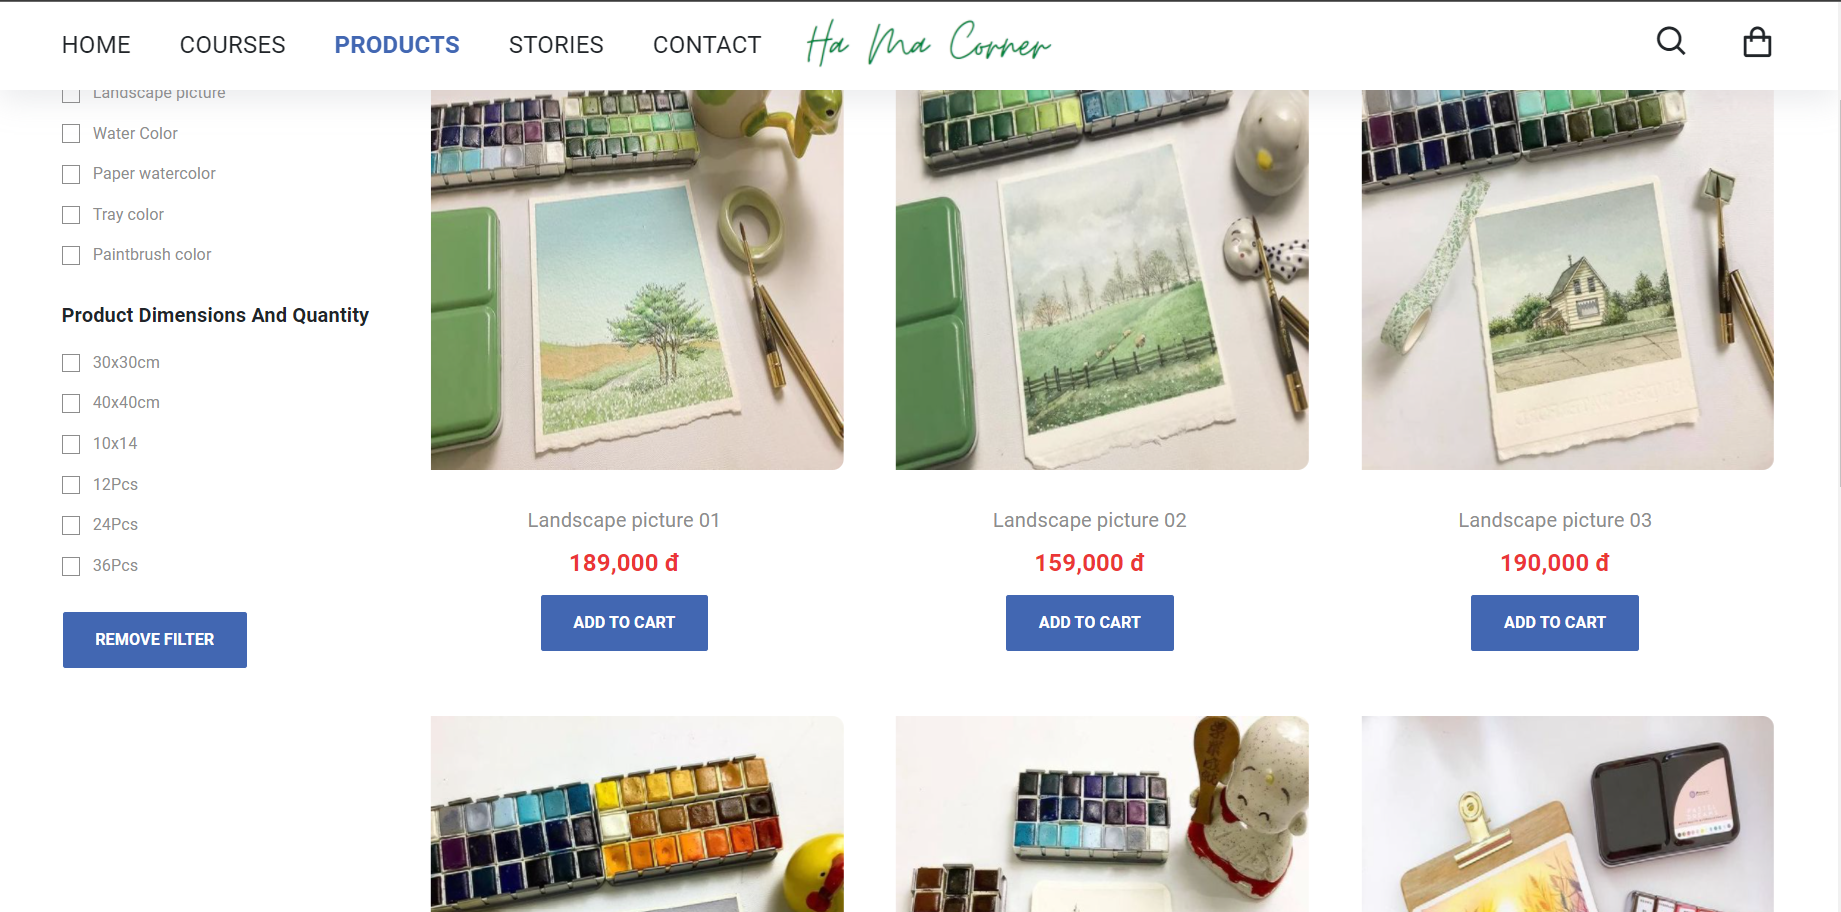 HOME COURSES PRODUCTS STORIES CONTACT Ha Ma Corner
Landscape picture
Water Color
Paper watercolor
Tray color
Paintbrush color
Product Dimensions And Quantity
30x30cm
40x40cm
10x14
12Pcs
24Pcs
36Pcs
REMOVE FILTER
Landscape picture 01
189,000 đ
ADD TO CART
Landscape picture 02
159,000 đ
ADD TO CART
Landscape picture 03
190,000 đ
ADD TO CART